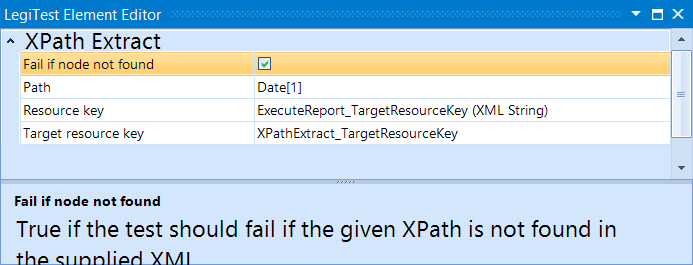 LegiTest Element Editor
XPath Extract
Fail if node not found
Path Date[1]
Resource key ExecuteReport_TargetResourceKey (XML String)
Target resource key XPathExtract_TargetResourceKey
Fail if node not found
True if the test should fail if the given XPath is not found in
the supplied XML